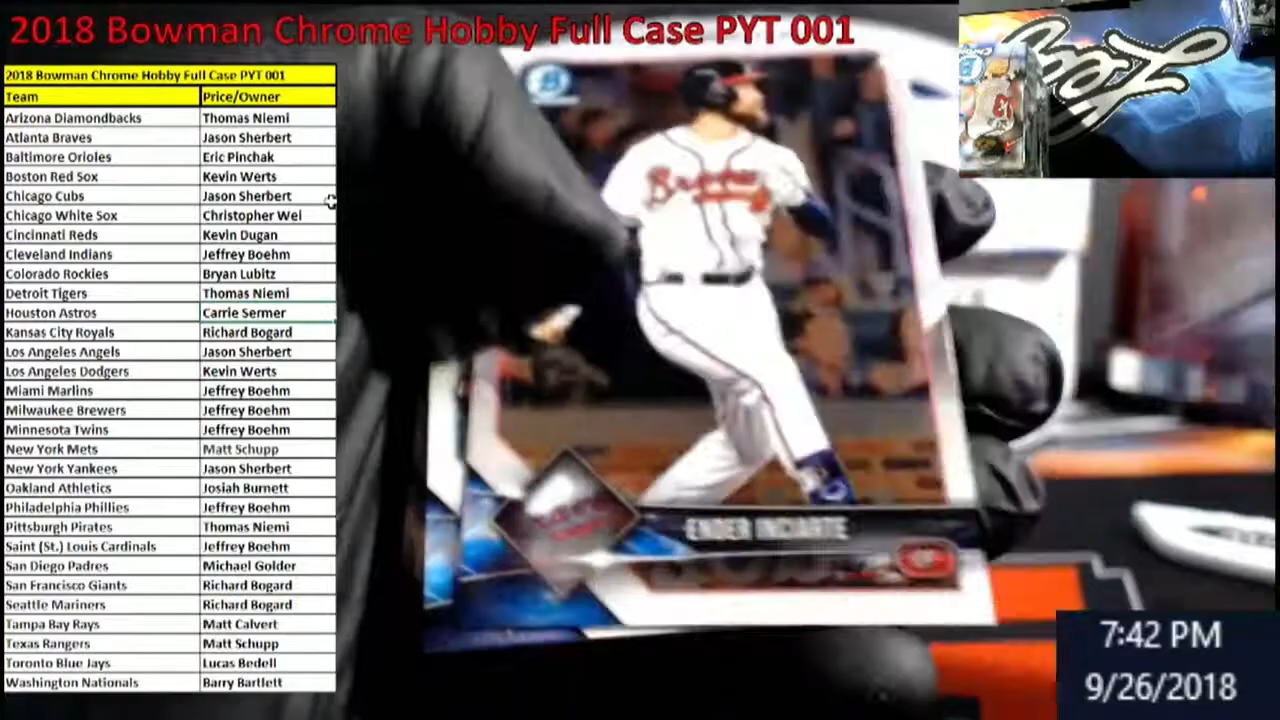 2018 Bowman Chrome Hobby Full Case PYT 001
2018 Bowman Chrome Hobby Full Case PYT 001
Team Price/Owner
Arizona Diamondbacks Thomas Niemi
Atlanta Braves Jason Sherbert
Baltimore Orioles Eric Pinchak
Boston Red Sox Kevin Werts
Chicago Cubs Jason Sherbert
Chicago White Sox Christopher Wel
Cincinnati Reds Kevin Dugan
Cleveland Indians Jeffrey Boehm
Colorado Rockies Bryan Lubitz
Detroit Tigers Thomas Niemi
Houston Astros Carrie Sermer
Kansas City Royals Richard Bogard
Los Angeles Angels Jason Sherbert
Los Angeles Dodgers Kevin Werts
Miami Marlins Jeffrey Boehm
Milwaukee Brewers Jeffrey Boehm
Minnesota Twins Jeffrey Boehm
New York Mets Matt Schupp
New York Yankees Jason Sherbert
Oakland Athletics Josiah Burnett
Philadelphia Phillies Jeffrey Boehm
Pittsburgh Pirates Thomas Niemi
Saint (St.) Louis Cardinals Jeffrey Boehm
San Diego Padres Michael Golder
San Francisco Giants Richard Bogard
Seattle Mariners Richard Bogard
Tampa Bay Rays Matt Calvert
Texas Rangers Matt Schupp
Toronto Blue Jays Lucas Bedell
Washington Nationals Barry Bartlett
Braves
ENDER INCIARTE
Leaf
7:42 PM
9/26/2018